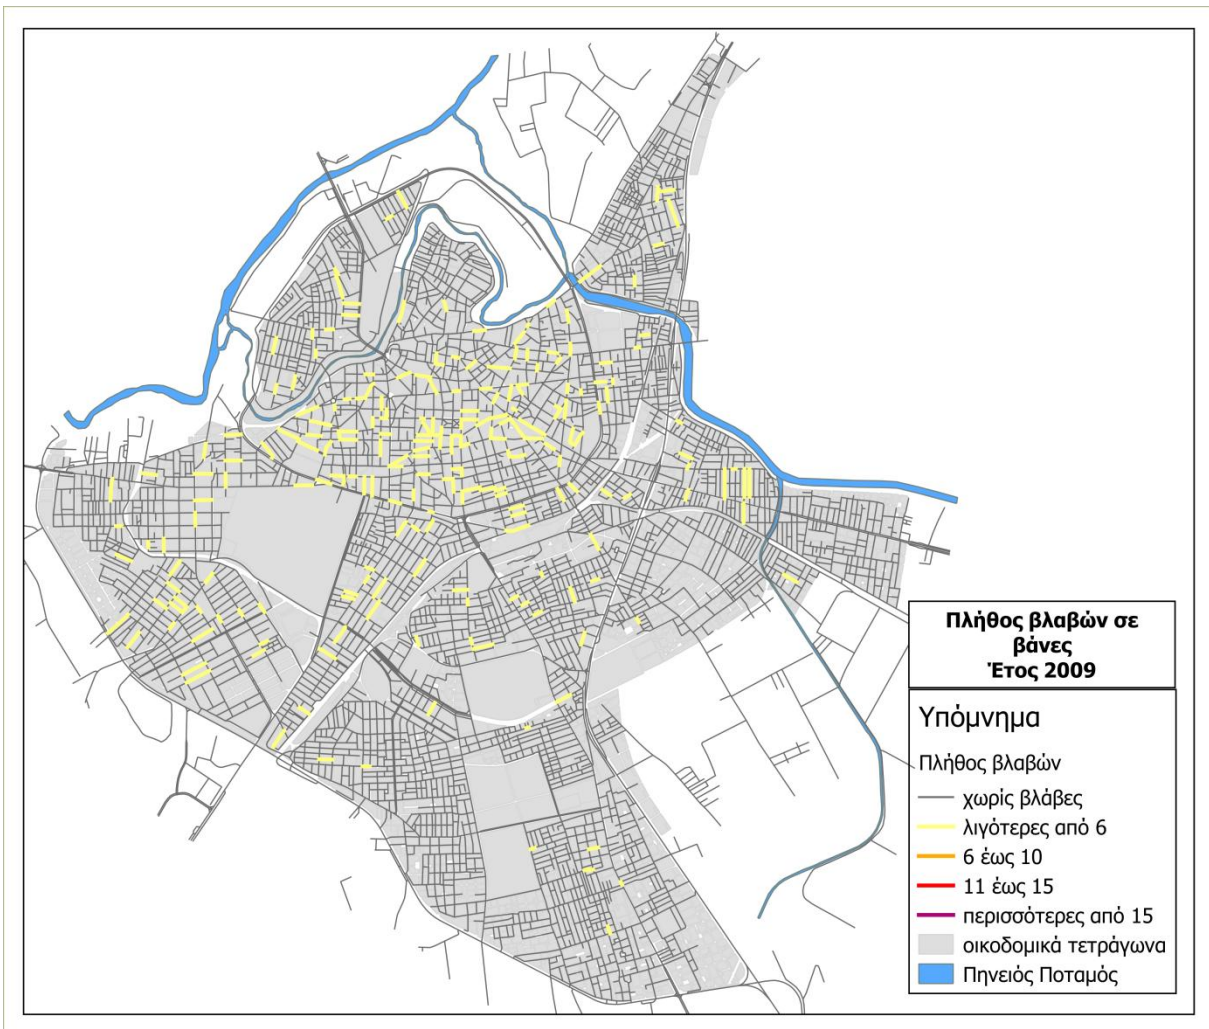 Πλήθος βλαβών σε
βάνες
Έτος 2009
Υπόμνημα
Πλήθος βλαβών
χωρίς βλάβες
λιγότερες από 6
6 έως 10
11 έως 15
περισσότερες από 15
οικοδομικά τετράγωνα
Πηνειός Ποταμός